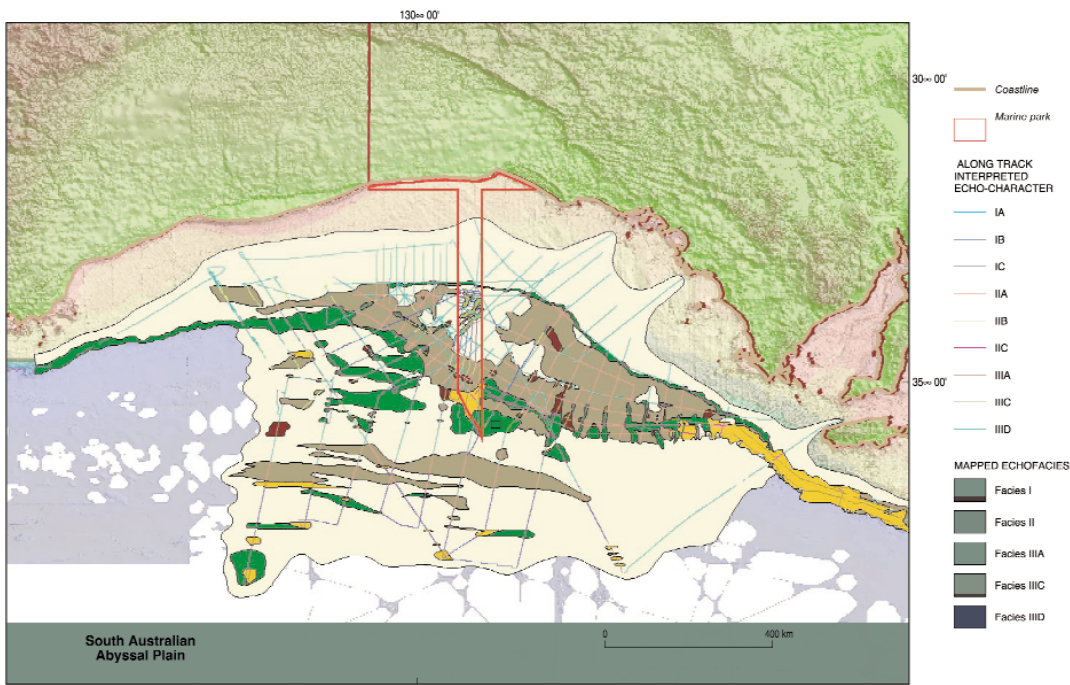 130∞ 00'
30∞ 00'
Coastline
Marine park
ALONG TRACK
INTERPRETED
ECHO-CHARACTER
IA
IB
IC
IIA
IIB
IIC
IIIA
IIIC
IIID
35∞ 00'
MAPPED ECHOFACIES
Facies I
Facies II
Facies IIIA
Facies IIIC
Facies IIID
South Australian
Abyssal Plain
0 400 km